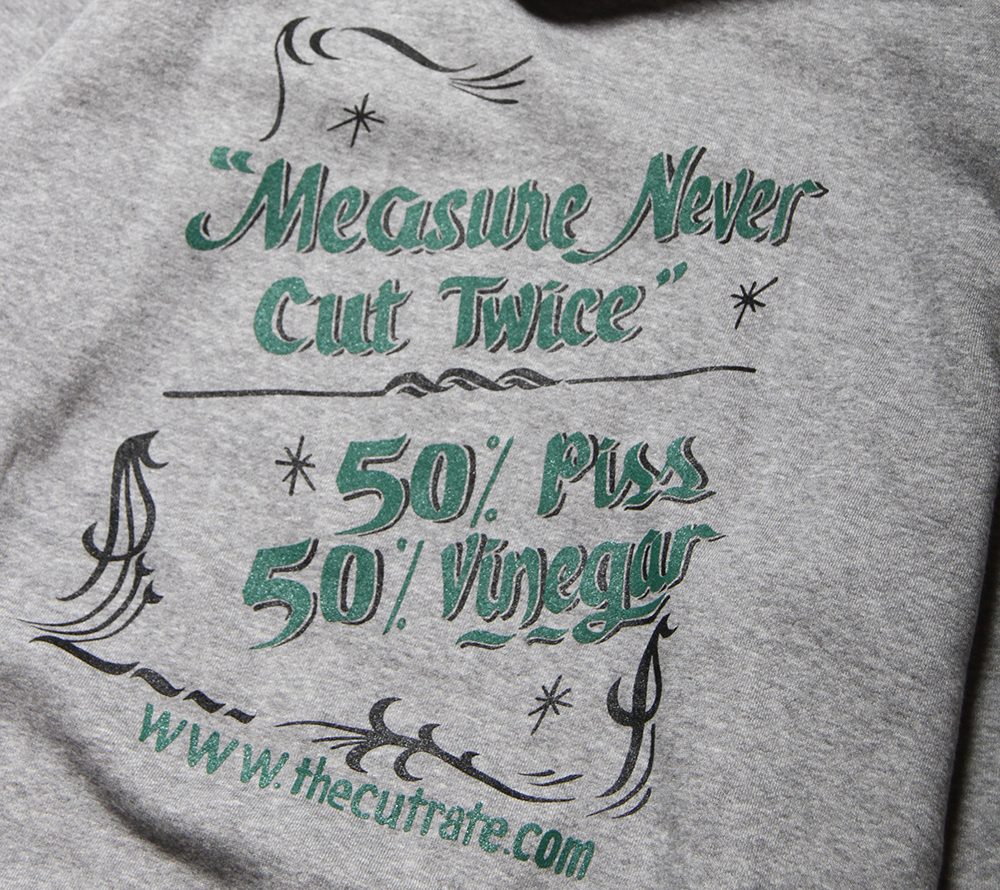 "Measure Never
Cut Twice"
50% Piss
50% Vinegar
www.thecutrate.com